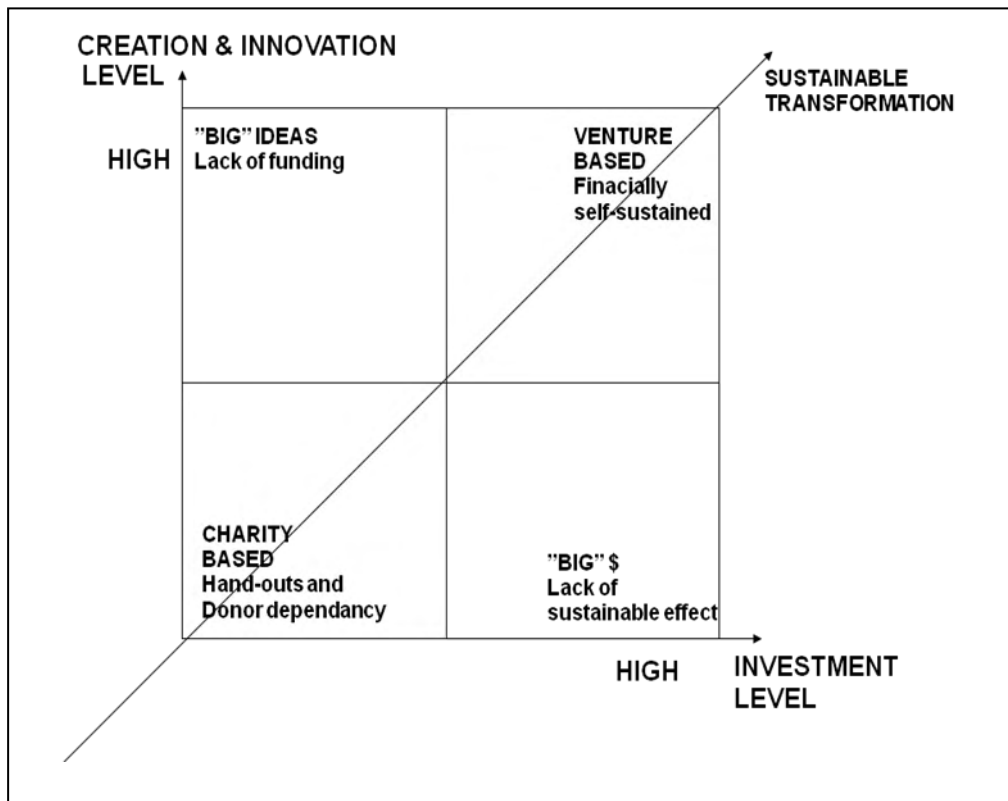 CREATION & INNOVATION
LEVEL
SUSTAINABLE
TRANSFORMATION
HIGH
”BIG” IDEAS
Lack of funding
VENTURE
BASED
Finacially
self-sustained
CHARITY
BASED
Hand-outs and
Donor dependancy
”BIG” $
Lack of
sustainable effect
HIGH
INVESTMENT
LEVEL